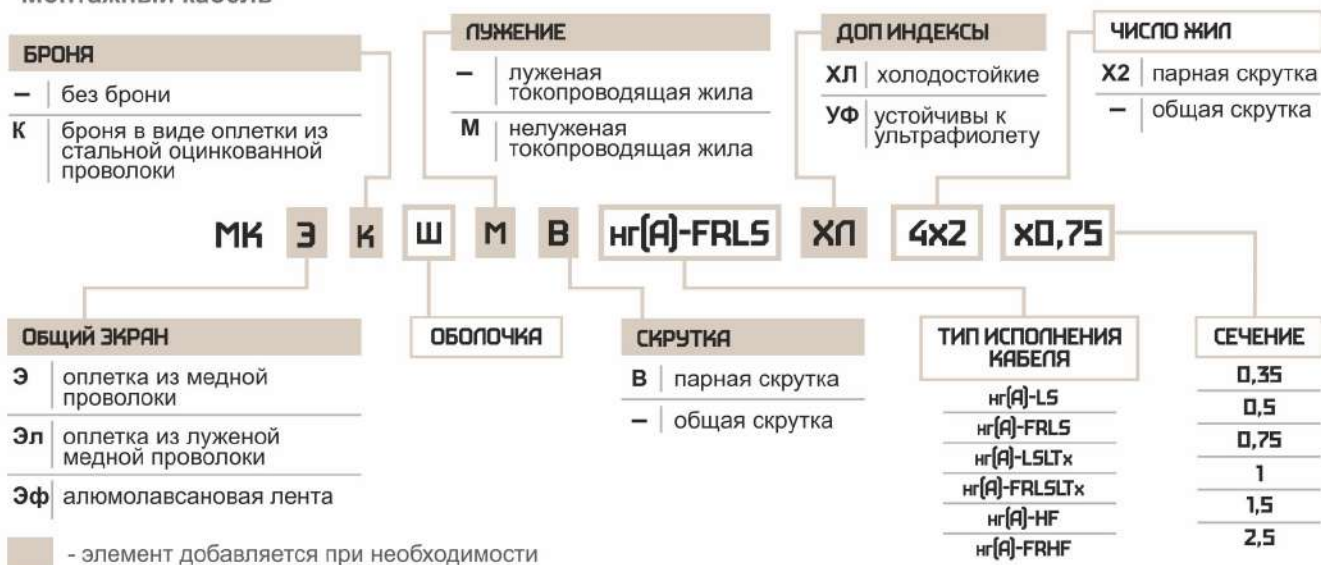 Монтажный кабель
БРОНЯ
– без брони
К броня в виде оплетки из
стальной оцинкованной
проволоки
ЛУЖЕНИЕ
– луженая
токопроводящая жила
М нелуженая
токопроводящая жила
ДОП ИНДЕКСЫ
ХЛ холодостойкие
УФ устойчивы к
ультрафиолету
ЧИСЛО ЖИЛ
Х2 парная скрутка
– общая скрутка
МК Э К Ш М В нг(А)-FRLS ХЛ 4х2 х0,75
ОБЩИЙ ЭКРАН
Э оплетка из медной
проволоки
Эл оплетка из луженой
медной проволоки
Эф алюмолавсановая лента
ОБОЛОЧКА
СКРУТКА
В парная скрутка
– общая скрутка
ТИП ИСПОЛНЕНИЯ
КАБЕЛЯ
нг(А)-LS
нг(А)-FRLS
нг(А)-LSLTx
нг(А)-FRLSLTx
нг(А)-HF
нг(А)-FRHF
СЕЧЕНИЕ
0,35
0,5
0,75
1
1,5
2,5
- элемент добавляется при необходимости